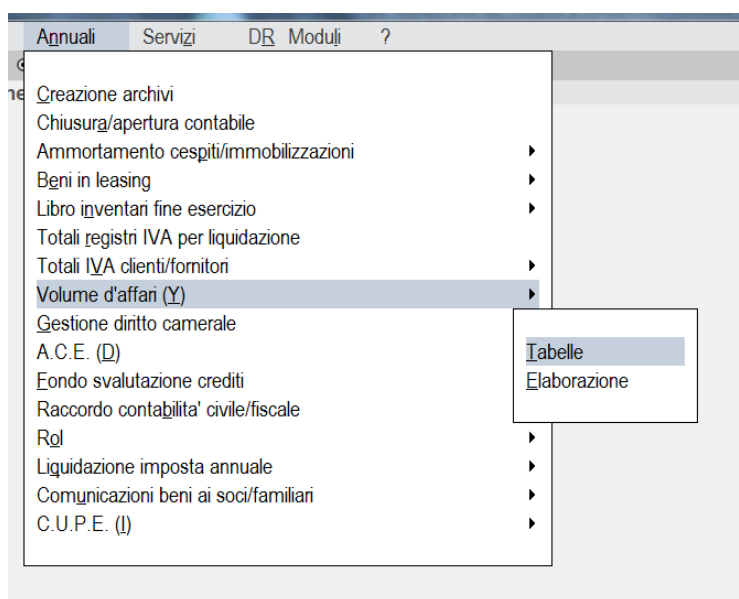 Annuali Servizi DR Moduli ?
ne
Creazione archivi
Chiusura/apertura contabile
Ammortamento cespiti/immobilizzazioni
Beni in leasing
Libro inventari fine esercizio
Totali registri IVA per liquidazione
Totali IVA clienti/fornitori
Volume d'affari (Y)
Gestione diritto camerale
A.C.E. (D)
Tabelle
Fondo svalutazione crediti
Elaborazione
Raccordo contabilita' civile/fiscale
Rol
Liquidazione imposta annuale
Comunicazioni beni ai soci/familiari
C.U.P.E. (I)